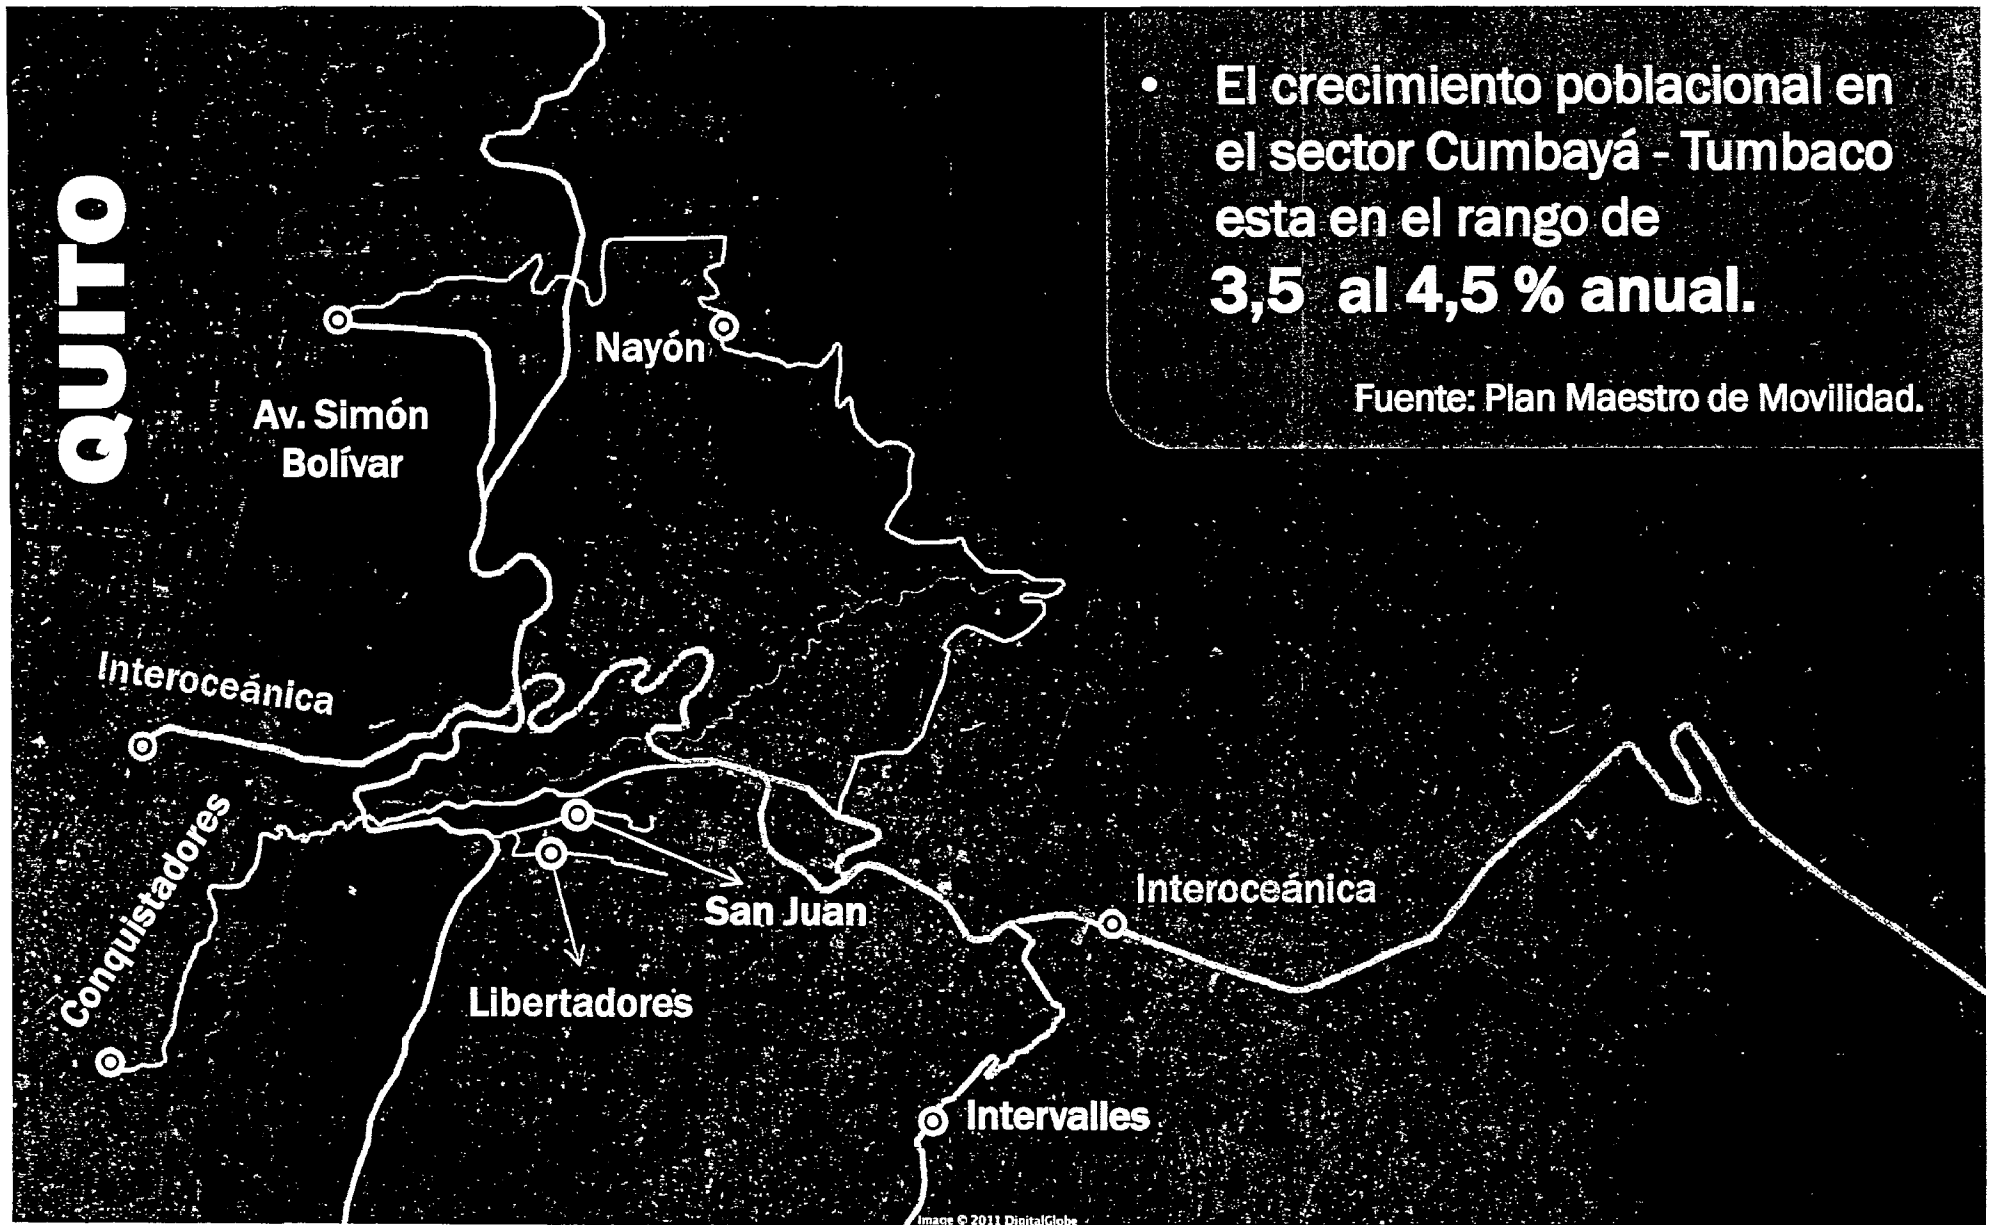 QUITO
• El crecimiento poblacional en
el sector Cumbayá - Tumbaco
esta en el rango de
3,5 al 4,5 % anual.
Fuente: Plan Maestro de Movilidad.
Nayón
Av. Simón
Bolívar
Interoceánica
Conquistadores
San Juan
Libertadores
Interoceánica
Intervalles
Image © 2011 DigitalGlobe